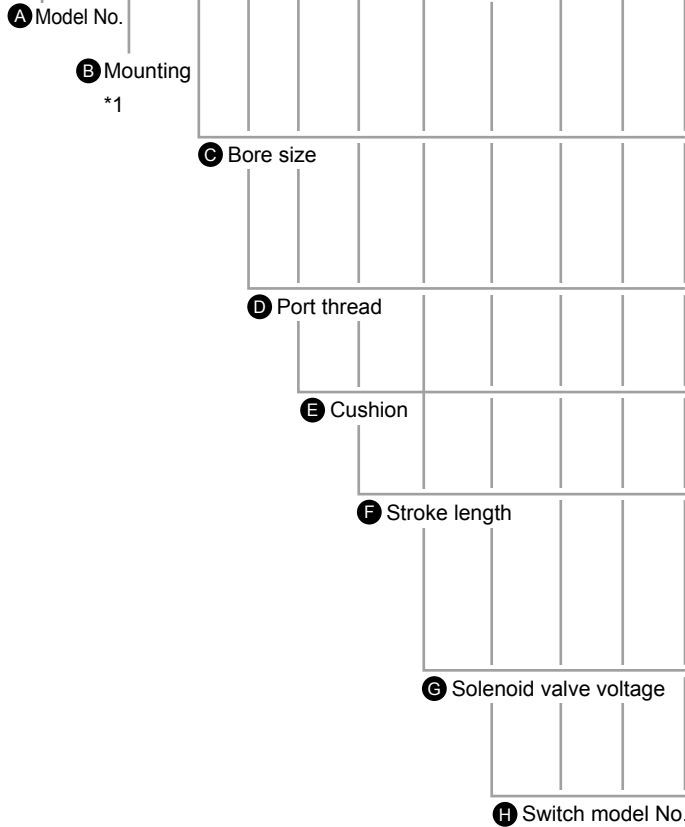 A Model No.
B Mounting
*1
C Bore size
D Port thread
E Cushion
F Stroke length
G Solenoid valve voltage
H Switch model No.